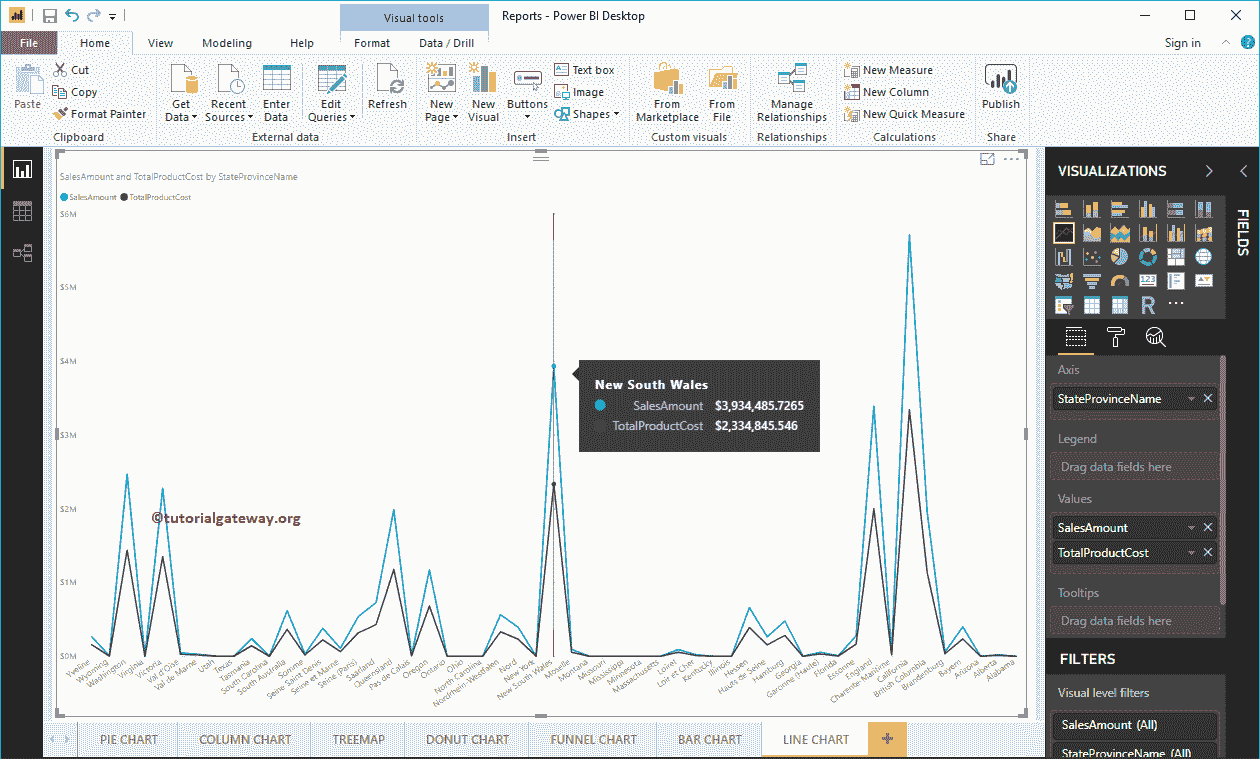 Visual tools
Reports - Power BI Desktop
File
Home
View
Modeling
Help
Format
Data / Drill
Sign in
Paste
Cut
Copy
Format Painter
Clipboard
Get
Data
Recent
Sources
Enter
Data
Edit
Queries
Refresh
External data
New
Page
New
Visual
Buttons
Text box
Image
Shapes
Insert
From
Marketplace
From
File
Custom visuals
Manage
Relationships
Relationships
New Measure
New Column
New Quick Measure
Calculations
Publish
Share
SalesAmount and TotalProductCost by StateProvinceName
SalesAmount
TotalProductCost
$6M
$5M
$4M
$3M
$2M
$1M
$0M
New South Wales
SalesAmount $3,934,485.7265
TotalProductCost $2,334,845.546
©tutorialgateway.org
Yveline
Wyoming
Washington
Virginia
Victoria
Val d'Oise
Val de Marne
Utah
Texas
Tasmania
South Carolina
South Australia
Somme
Seine Saint Denis
Seine et Marne
Seine (Paris)
Saarland
Queensland
Pas de Calais
Oregon
Ontario
Ohio
North Carolina
Nordrhein-Westfalen
Nord
New York
New South Wales
Moselle
Montana
Missouri
Mississippi
Minnesota
Massachusetts
Loiret
Loir et Cher
Kentucky
Illinois
Hessen
Hauts de Seine
Hamburg
Georgia
Garonne (Haute)
Florida
Essonne
England
Charente-Maritime
California
British Columbia
Brandenburg
Bayern
Arizona
Alberta
Alabama
PIE CHART
COLUMN CHART
TREEMAP
DONUT CHART
FUNNEL CHART
BAR CHART
LINE CHART
VISUALIZATIONS
FIELDS
123
R
Axis
StateProvinceName
Legend
Drag data fields here
Values
SalesAmount
TotalProductCost
Tooltips
Drag data fields here
FILTERS
Visual level filters
SalesAmount (All)
StateProvinceName (All)